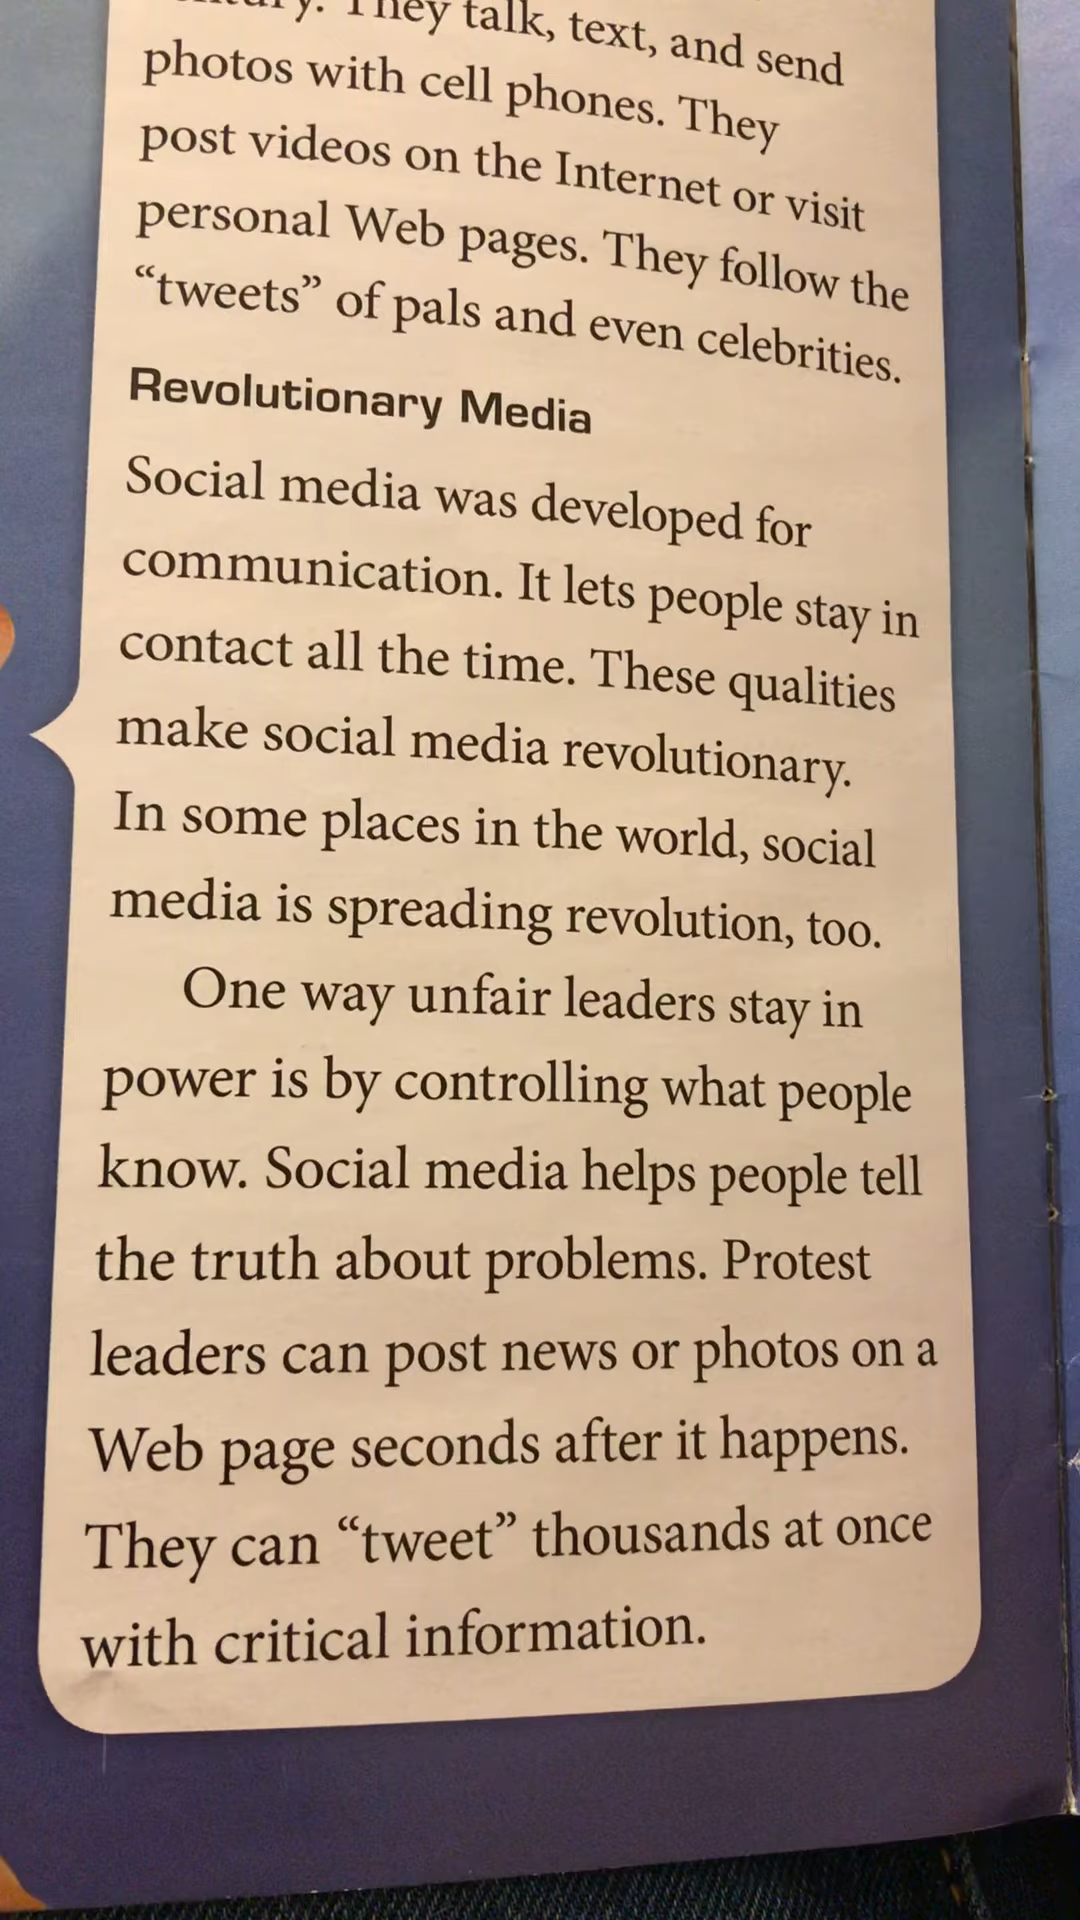 They talk, text, and send
photos with cell phones. They
post videos on the Internet or visit
personal Web pages. They follow the
“tweets” of pals and even celebrities.
Revolutionary Media
Social media was developed for
communication. It lets people stay in
contact all the time. These qualities
make social media revolutionary.
In some places in the world, social
media is spreading revolution, too.
One way unfair leaders stay in
power is by controlling what people
know. Social media helps people tell
the truth about problems. Protest
leaders can post news or photos on a
Web page seconds after it happens.
They can “tweet” thousands at once
with critical information.